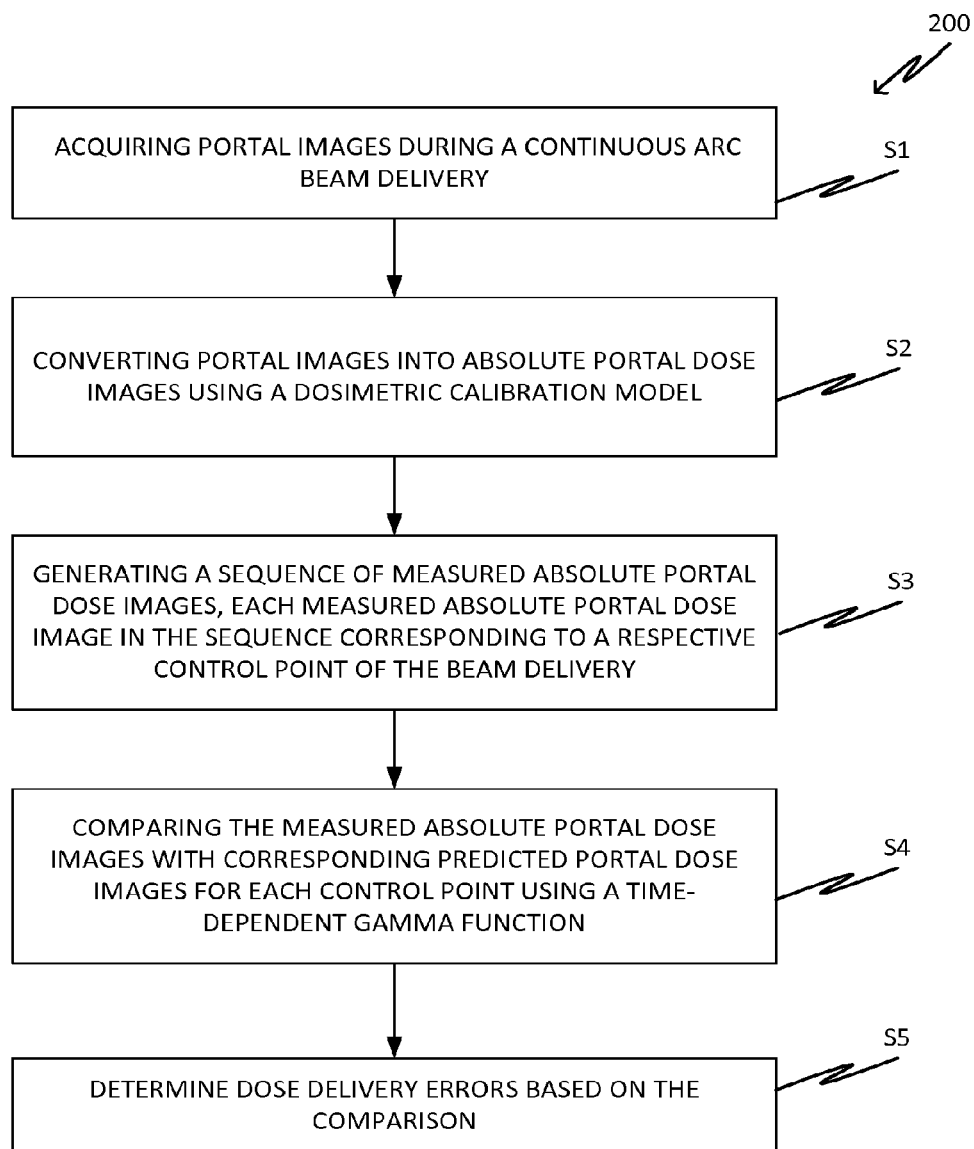 200
ACQUIRING PORTAL IMAGES DURING A CONTINUOUS ARC
BEAM DELIVERY
S1
CONVERTING PORTAL IMAGES INTO ABSOLUTE PORTAL DOSE
IMAGES USING A DOSIMETRIC CALIBRATION MODEL
S2
GENERATING A SEQUENCE OF MEASURED ABSOLUTE PORTAL
DOSE IMAGES, EACH MEASURED ABSOLUTE PORTAL DOSE
IMAGE IN THE SEQUENCE CORRESPONDING TO A RESPECTIVE
CONTROL POINT OF THE BEAM DELIVERY
S3
COMPARING THE MEASURED ABSOLUTE PORTAL DOSE
IMAGES WITH CORRESPONDING PREDICTED PORTAL DOSE
IMAGES FOR EACH CONTROL POINT USING A TIME-
DEPENDENT GAMMA FUNCTION
S4
DETERMINE DOSE DELIVERY ERRORS BASED ON THE
COMPARISON
S5